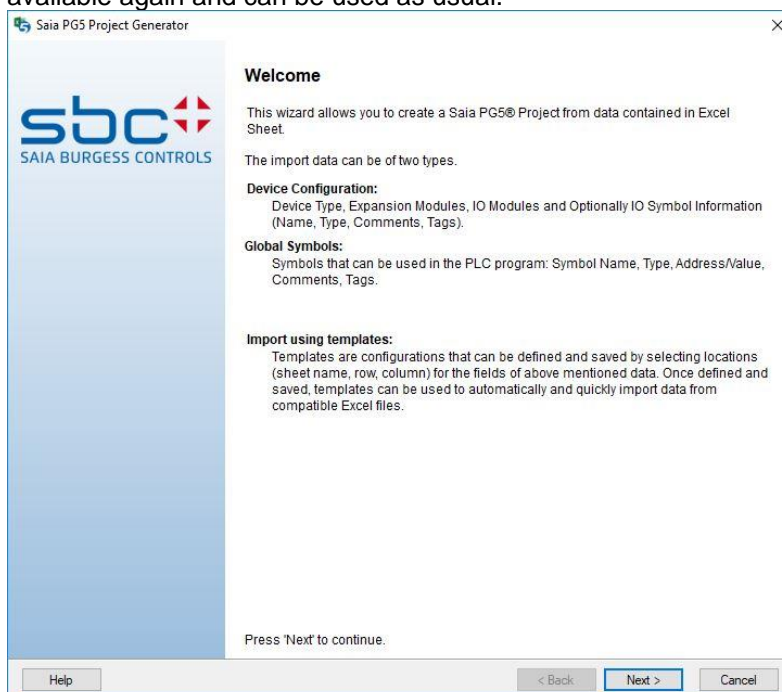 available again and can be used as usual.
Saia PG5 Project Generator
sbc
SAIA BURGESS CONTROLS
Welcome
This wizard allows you to create a Saia PG5® Project from data contained in Excel
Sheet.
The import data can be of two types.
Device Configuration:
Device Type, Expansion Modules, IO Modules and Optionally IO Symbol Information
(Name, Type, Comments, Tags).
Global Symbols:
Symbols that can be used in the PLC program: Symbol Name, Type, Address/Value,
Comments, Tags.
Import using templates:
Templates are configurations that can be defined and saved by selecting locations
(sheet name, row, column) for the fields of above mentioned data. Once defined and
saved, templates can be used to automatically and quickly import data from
compatible Excel files.
Press 'Next' to continue.
Help < Back Next > Cancel